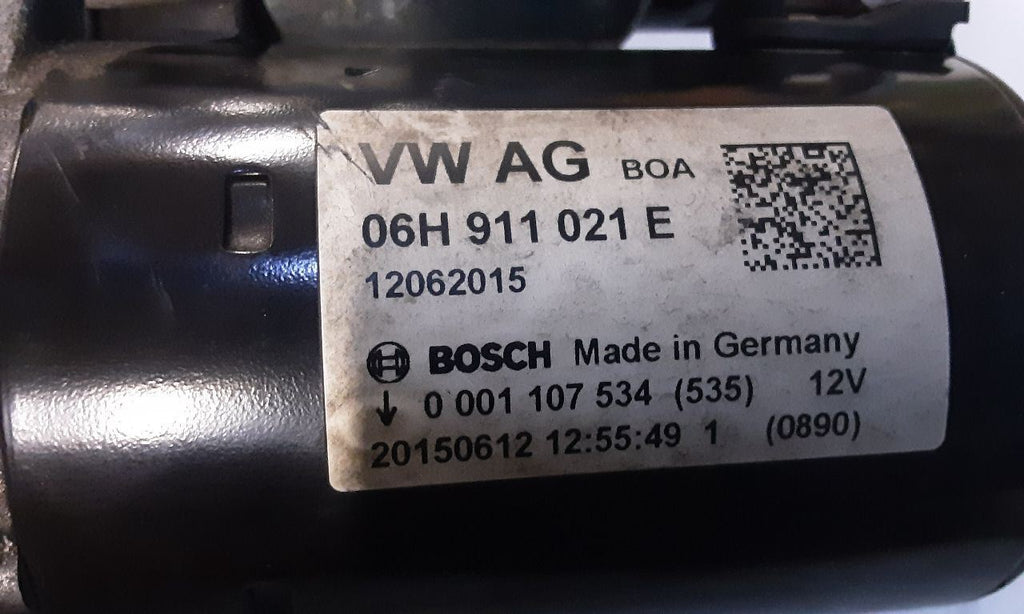 VW AG BOA
06H 911 021 E
12062015
BOSCH Made in Germany
↓ 0 001 107 534 (535) 12V
20150612 12:55:49 1 (0890)